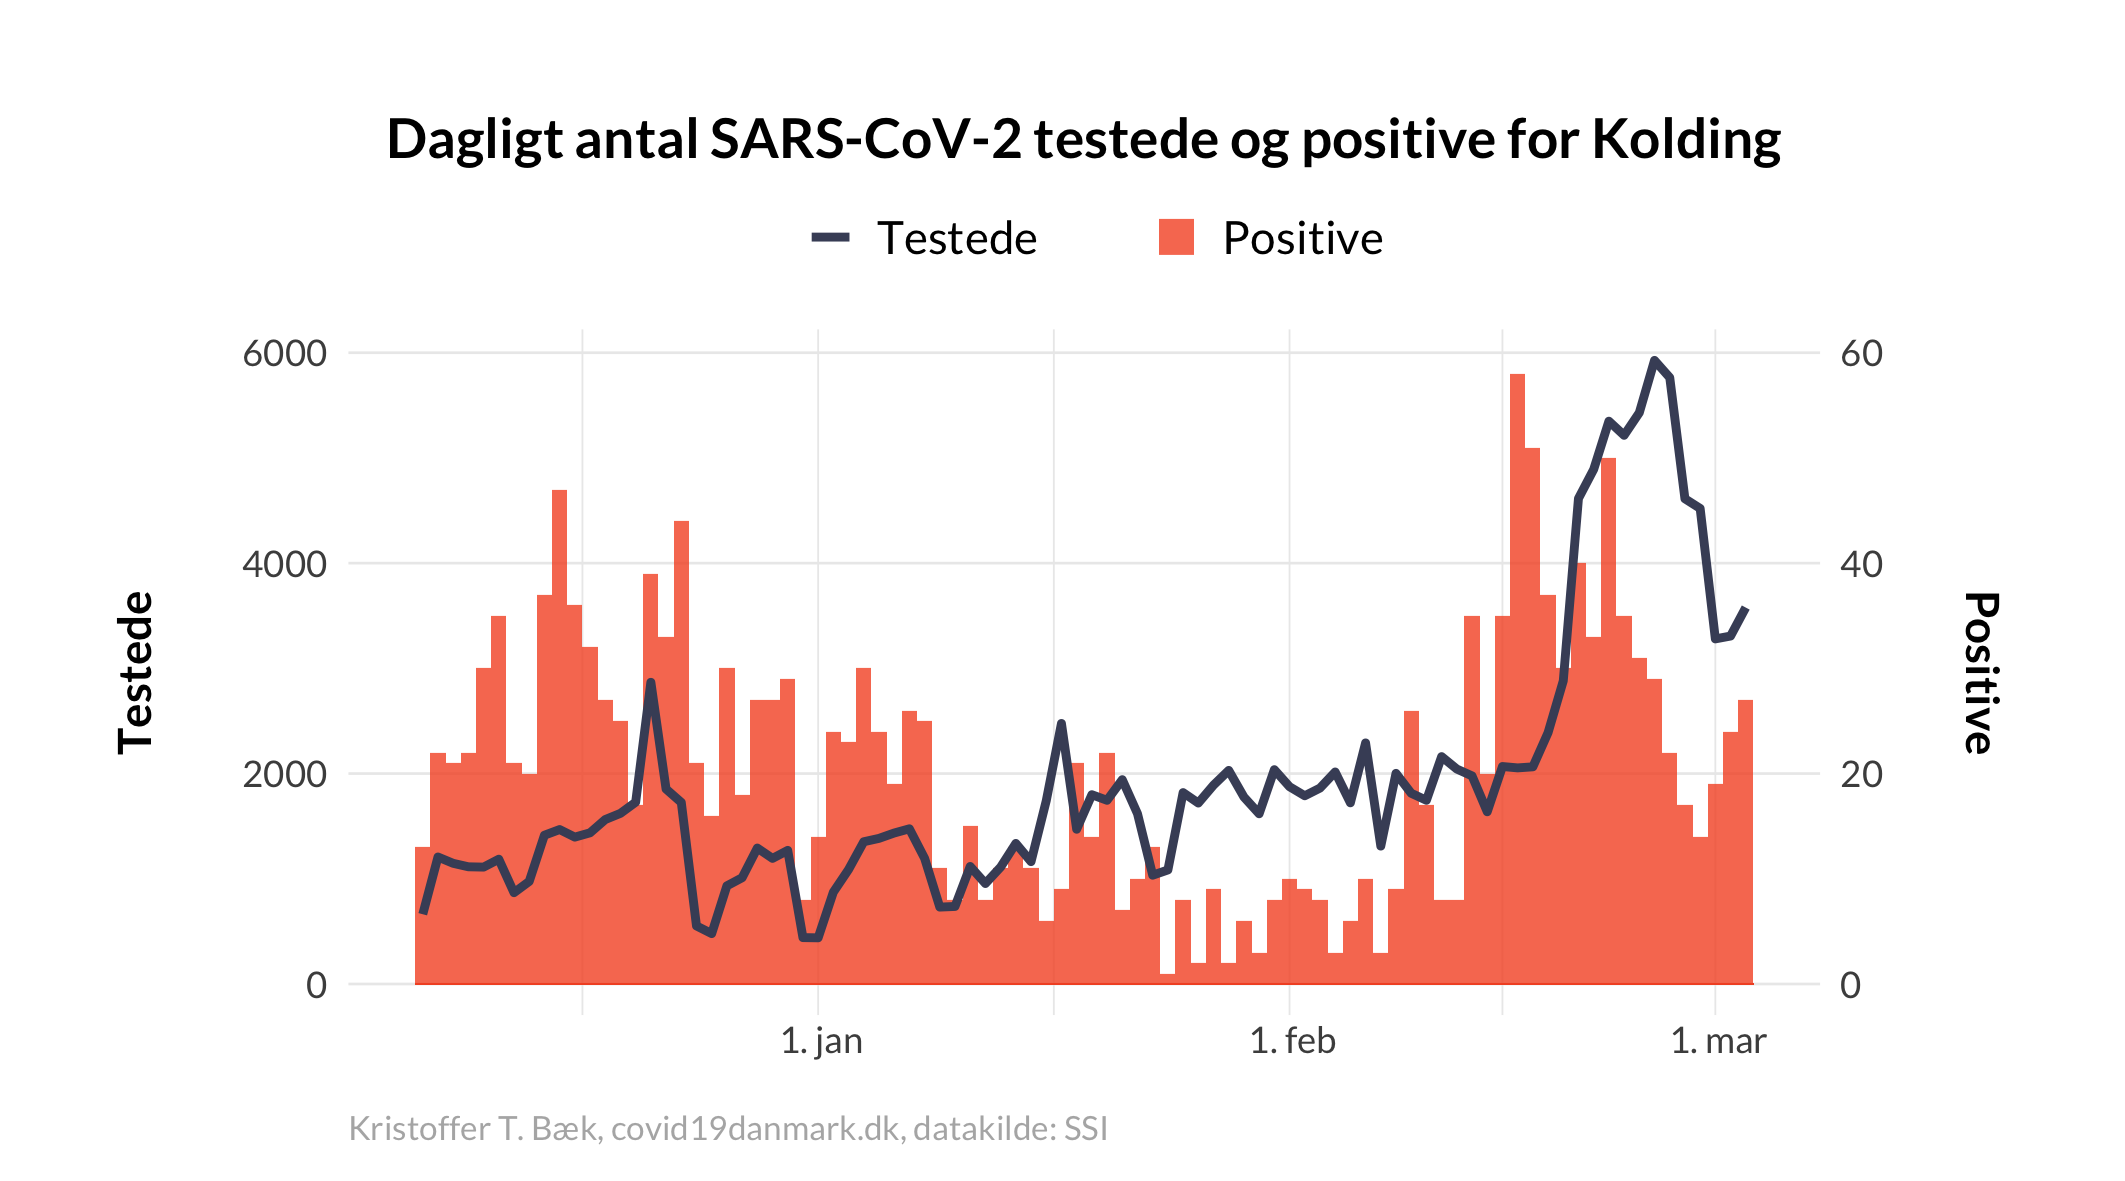 Dagligt antal SARS-CoV-2 testede og positive for Kolding
Testede
Positive
6000
4000
2000
0
60
40
20
0
Testede
Positive
1. jan
1. feb
1. mar
Kristoffer T. Bæk, covid19danmark.dk, datakilde: SSI